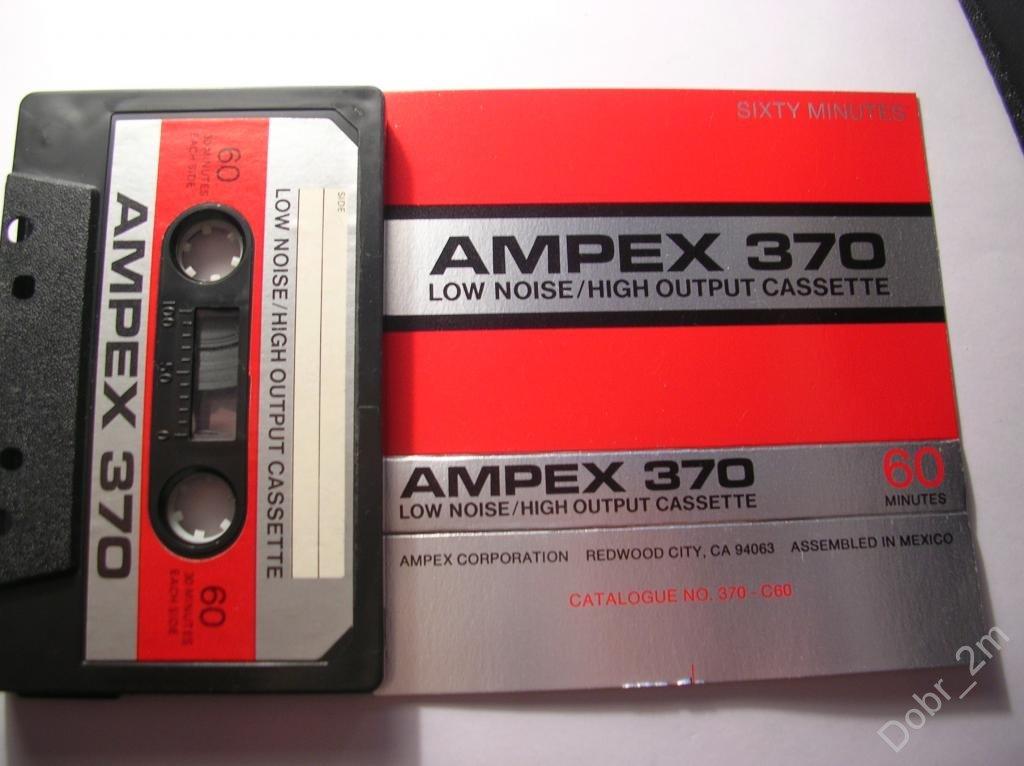 60
30 MINUTES
EACH SIDE
AMPEX 370
LOW NOISE/HIGH OUTPUT CASSETTE
SIDE
100 50 0
60
30 MINUTES
EACH SIDE
SIXTY MINUTES
AMPEX 370
LOW NOISE/HIGH OUTPUT CASSETTE
AMPEX 370
LOW NOISE/HIGH OUTPUT CASSETTE
60
MINUTES
AMPEX CORPORATION REDWOOD CITY, CA 94063 ASSEMBLED IN MEXICO
CATALOGUE NO. 370 - C60
Dobr_2m